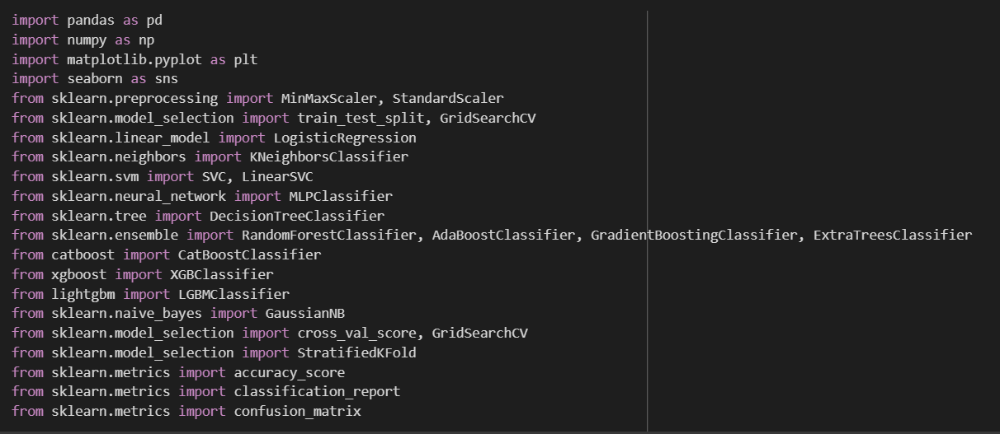 import pandas as pd
import numpy as np
import matplotlib.pyplot as plt
import seaborn as sns
from sklearn.preprocessing import MinMaxScaler, StandardScaler
from sklearn.model_selection import train_test_split, GridSearchCV
from sklearn.linear_model import LogisticRegression
from sklearn.neighbors import KNeighborsClassifier
from sklearn.svm import SVC, LinearSVC
from sklearn.neural_network import MLPClassifier
from sklearn.tree import DecisionTreeClassifier
from sklearn.ensemble import RandomForestClassifier, AdaBoostClassifier, GradientBoostingClassifier, ExtraTreesClassifier
from catboost import CatBoostClassifier
from xgboost import XGBClassifier
from lightgbm import LGBMClassifier
from sklearn.naive_bayes import GaussianNB
from sklearn.model_selection import cross_val_score, GridSearchCV
from sklearn.model_selection import StratifiedKFold
from sklearn.metrics import accuracy_score
from sklearn.metrics import classification_report
from sklearn.metrics import confusion_matrix